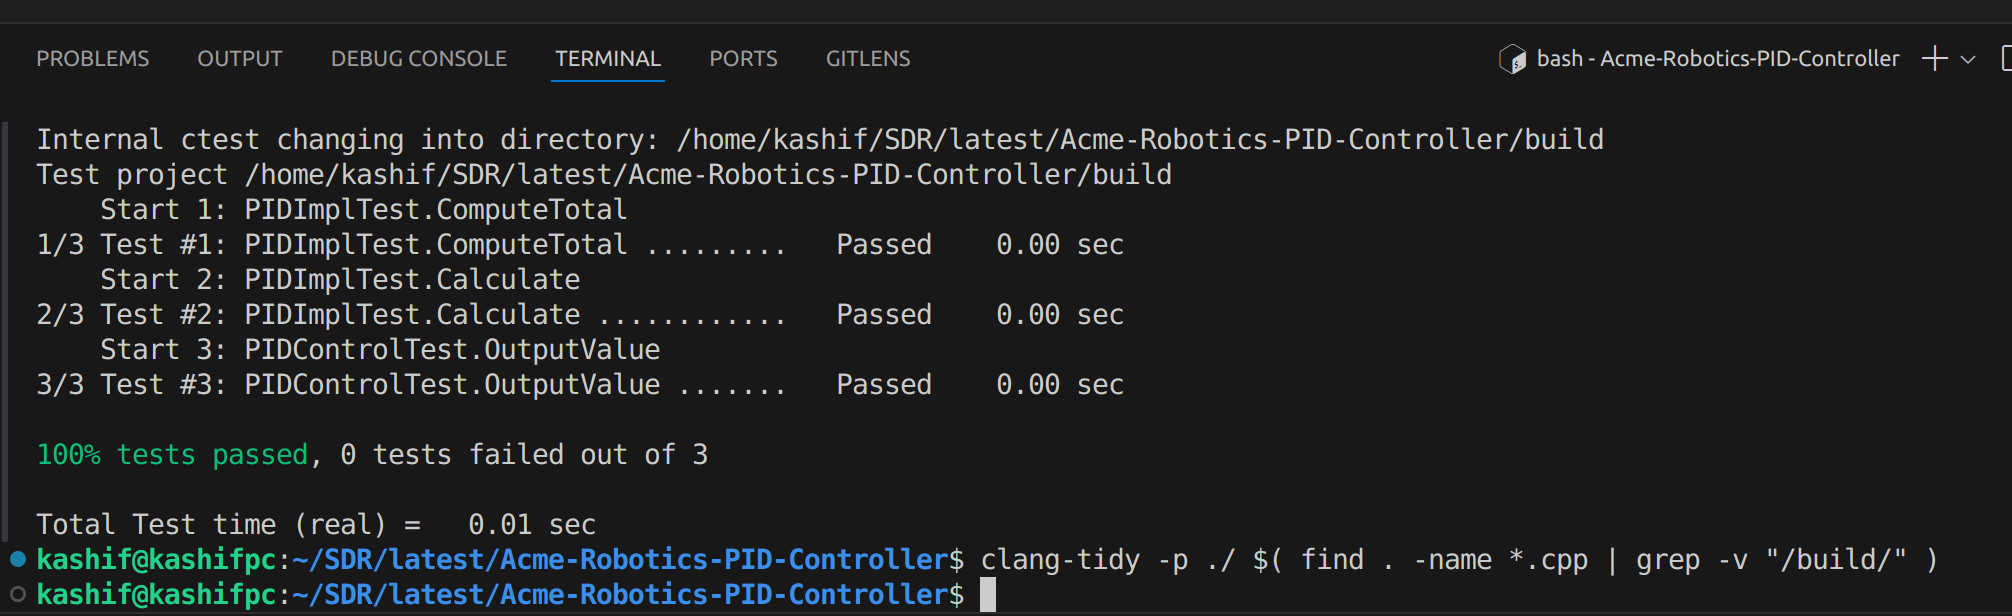 PROBLEMS OUTPUT DEBUG CONSOLE TERMINAL PORTS GITLENS bash - Acme-Robotics-PID-Controller
Internal ctest changing into directory: /home/kashif/SDR/latest/Acme-Robotics-PID-Controller/build
Test project /home/kashif/SDR/latest/Acme-Robotics-PID-Controller/build
    Start 1: PIDImplTest.ComputeTotal
1/3 Test #1: PIDImplTest.ComputeTotal .........   Passed    0.00 sec
    Start 2: PIDImplTest.Calculate
2/3 Test #2: PIDImplTest.Calculate ............   Passed    0.00 sec
    Start 3: PIDControlTest.OutputValue
3/3 Test #3: PIDControlTest.OutputValue .......   Passed    0.00 sec
100% tests passed, 0 tests failed out of 3
Total Test time (real) =   0.01 sec
kashif@kashifpc:~/SDR/latest/Acme-Robotics-PID-Controller$ clang-tidy -p ./ $( find . -name *.cpp | grep -v "/build/" )
kashif@kashifpc:~/SDR/latest/Acme-Robotics-PID-Controller$